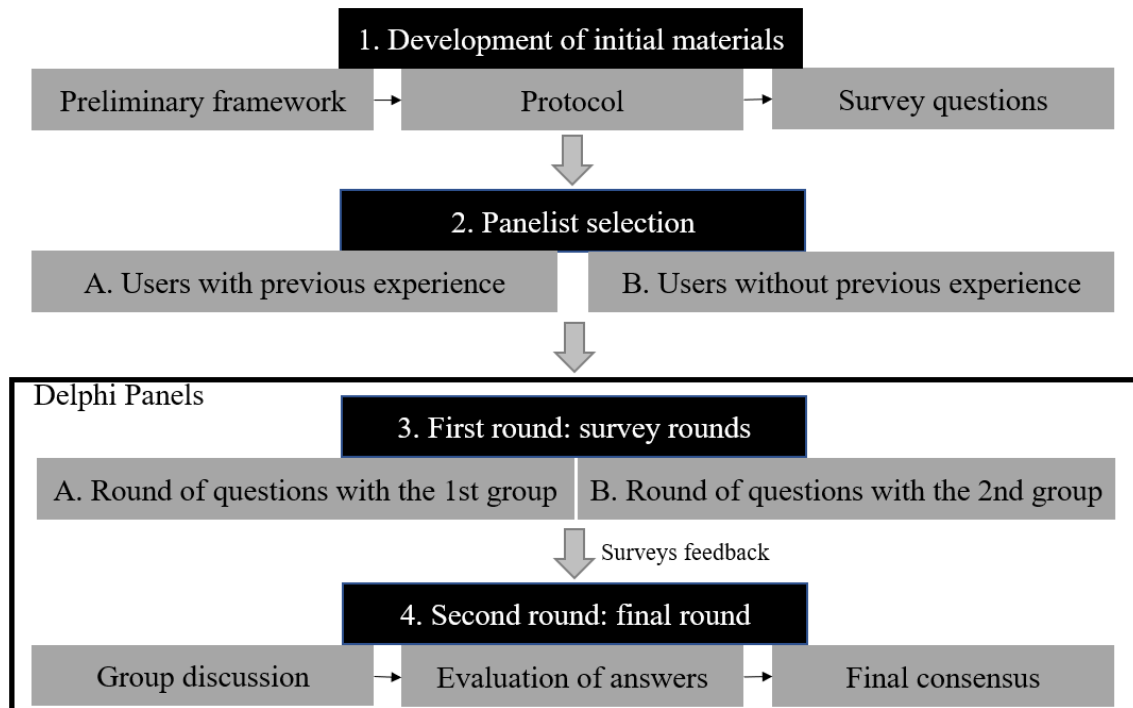 1. Development of initial materials
Preliminary framework
Protocol
Survey questions
2. Panelist selection
A. Users with previous experience
B. Users without previous experience
Delphi Panels
3. First round: survey rounds
A. Round of questions with the 1st group
B. Round of questions with the 2nd group
Surveys feedback
4. Second round: final round
Group discussion
Evaluation of answers
Final consensus